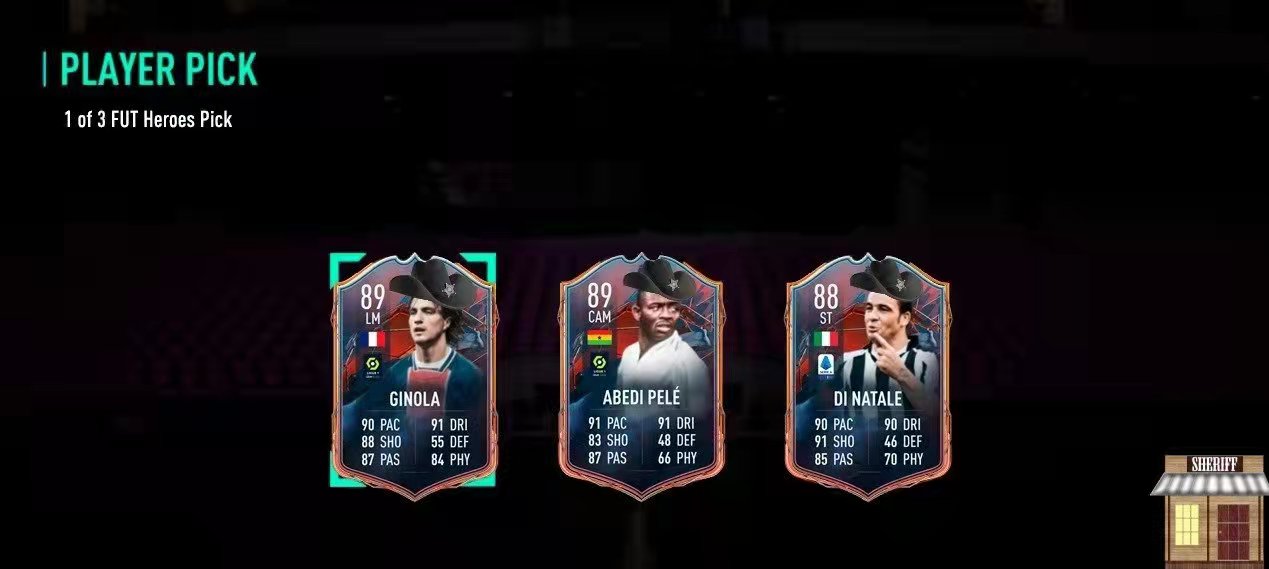 PLAYER PICK
1 of 3 FUT Heroes Pick
89
LM
GINOLA
90 PAC 91 DRI
88 SHO 55 DEF
87 PAS 84 PHY
89
CAM
ABEDI PELÉ
91 PAC 91 DRI
83 SHO 48 DEF
87 PAS 66 PHY
88
ST
DI NATALE
90 PAC 90 DRI
91 SHO 46 DEF
85 PAS 70 PHY
SHERIFF